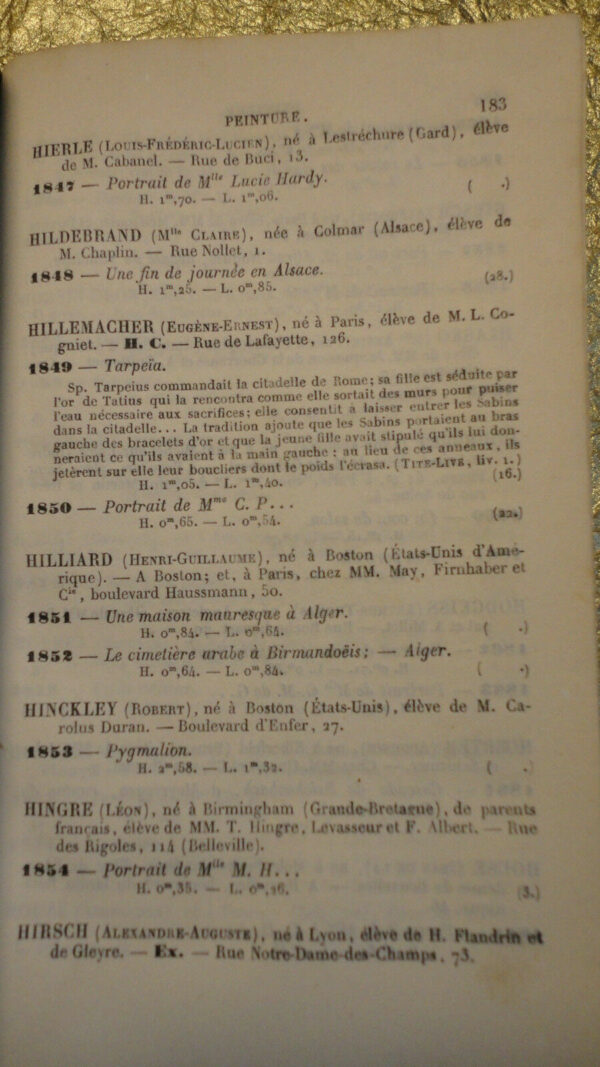 PEINTURE. 183
HIERLE (Louis-Frédéric-Lucien), né à Lestréchure (Gard), élève
de M. Cabanel. — Rue de Buci, 13.
1847 — Portrait de Mlle Lucie Hardy.
H. 1m,70. — L. 1m,06. ( .)
HILDEBRAND (Mlle Claire), née à Colmar (Alsace), élève de
M. Chaplin. — Rue Nollet, 1.
1848 — Une fin de journée en Alsace.
H. 1m,25. — L. 0m,85. (28.)
HILLEMACHER (Eugène-Ernest), né à Paris, élève de M. L. Co-
gniet. — H. C. — Rue de Lafayette, 126.
1849 — Tarpeïa.
Sp. Tarpeius commandait la citadelle de Rome; sa fille est séduite par
l'or de Tatius qui la rencontra comme elle sortait des murs pour puiser
l'eau nécessaire aux sacrifices; elle consentit à laisser entrer les Sabins
dans la citadelle... La tradition ajoute que les Sabins portaient au bras
gauche des bracelets d'or et que la jeune fille avait stipulé qu'ils lui don-
neraient ce qu'ils avaient à la main gauche : au lieu de ces anneaux, ils
jetèrent sur elle leur boucliers dont le poids l'écrasa. (Tite-Live, liv. 1.)
H. 1m,05. — L. 1m,40. (16.)
1850 — Portrait de Mme C. P...
H. 0m,65. — L. 0m,54. (22.)
HILLIARD (Henri-Guillaume), né à Boston (États-Unis d'Amé-
rique). — A Boston; et, à Paris, chez MM. May, Firnhaber et
Cie, boulevard Haussmann, 50.
1851 — Une maison mauresque à Alger.
H. 0m,84. — L. 0m,64. ( .)
1852 — Le cimetière arabe à Birmandoëis; — Alger.
H. 0m,64. — L. 0m,84. ( .)
HINCKLEY (Robert), né à Boston (États-Unis), élève de M. Ca-
rolus Duran. — Boulevard d'Enfer, 27.
1853 — Pygmalion.
H. 2m,58. — L. 1m,32. ( .)
HINGRE (Léon), né à Birmingham (Grande-Bretagne), de parents
français, élève de MM. T. Hingre, Levasseur et F. Albert. — Rue
des Rigoles, 114 (Belleville).
1854 — Portrait de Mlle M. H...
H. 0m,35. — L. 0m,26. (3.)
HIRSCH (Alexandre-Auguste), né à Lyon, élève de H. Flandrin et
de Gleyre. — Ex. — Rue Notre-Dame-des-Champs, 73.